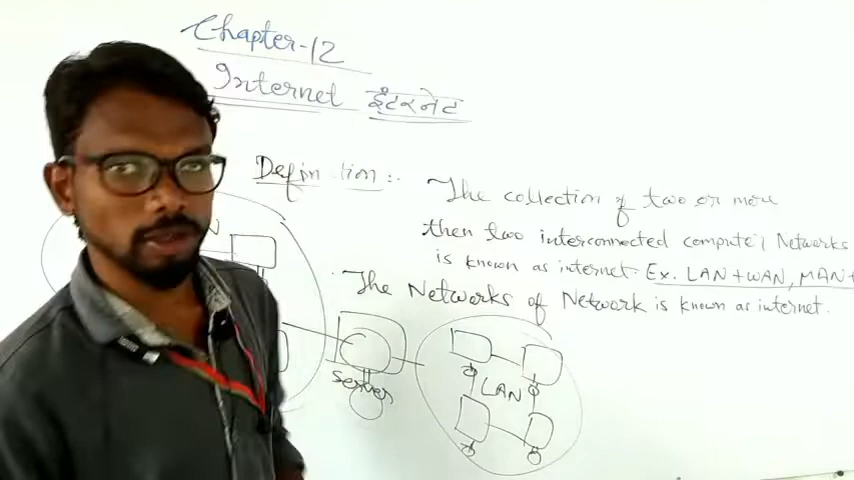 Chapter-12
Internet इंटरनेट
Definition :-
The collection of two or more
then two interconnected computer Networks
is known as internet. Ex. LAN+WAN, MAN+
The Networks of Network is known as internet.
Server
LAN